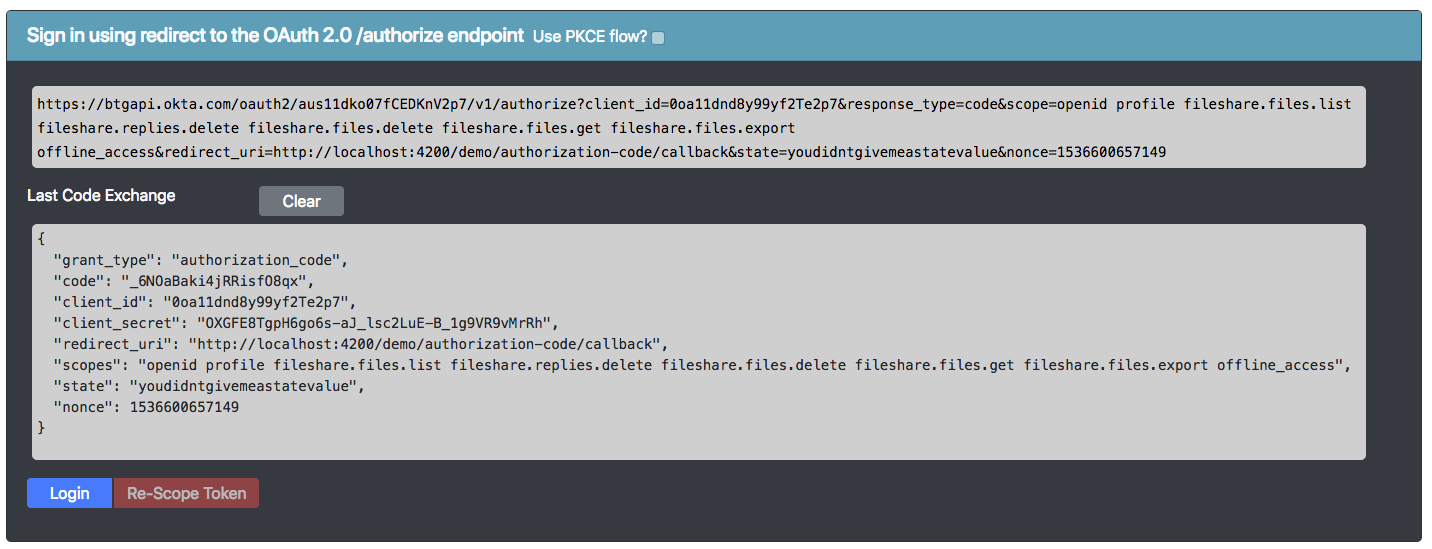 Sign in using redirect to the OAuth 2.0 /authorize endpoint Use PKCE flow?
https://btgapi.okta.com/oauth2/aus11dko07fCEDKnV2p7/v1/authorize?client_id=0oa11dnd8y99yf2Te2p7&response_type=code&scope=openid profile fileshare.files.list
fileshare.replies.delete fileshare.files.delete fileshare.files.get fileshare.files.export
offline_access&redirect_uri=http://localhost:4200/demo/authorization-code/callback&state=youdidntgivemeastatevalue&nonce=1536600657149
Last Code Exchange Clear
{
"grant_type": "authorization_code",
"code": "_6NOaBaki4jRRisfO8qx",
"client_id": "0oa11dnd8y99yf2Te2p7",
"client_secret": "OXGFE8TgpH6go6s-aJ_lsc2LuE-B_1g9VR9vMrRh",
"redirect_uri": "http://localhost:4200/demo/authorization-code/callback",
"scopes": "openid profile fileshare.files.list fileshare.replies.delete fileshare.files.delete fileshare.files.get fileshare.files.export offline_access",
"state": "youdidntgivemeastatevalue",
"nonce": 1536600657149
}
Login Re-Scope Token